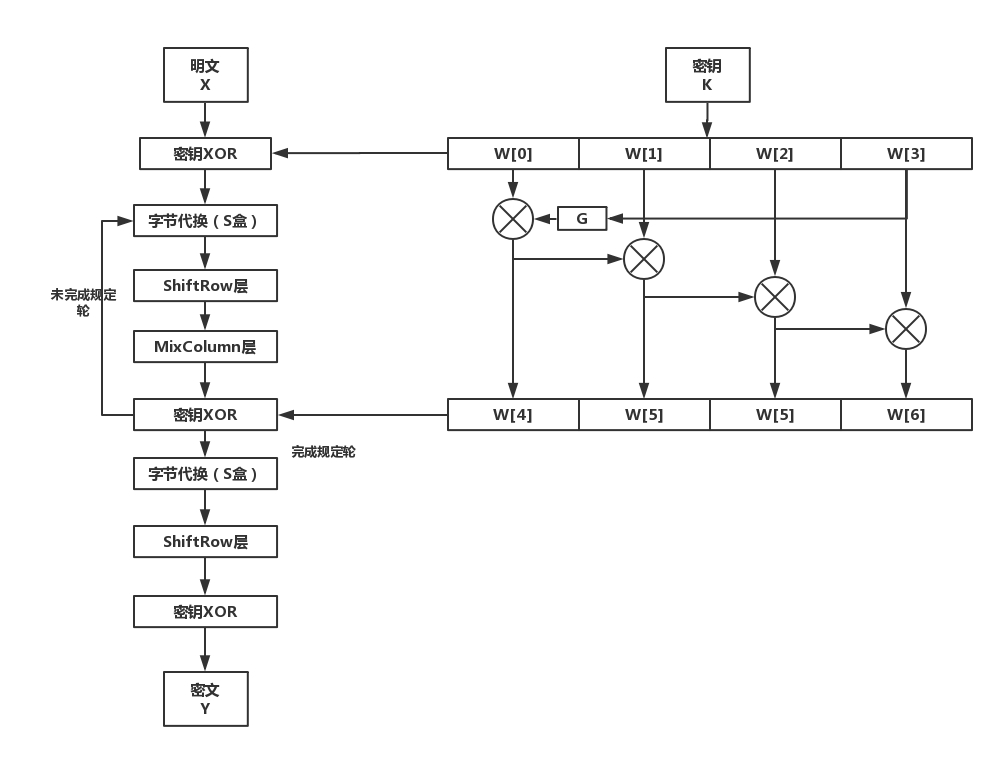 明文
X
密钥
K
密钥XOR
W[0]
W[1]
W[2]
W[3]
字节代换（S盒）
G
ShiftRow层
未完成规定
轮
MixColumn层
密钥XOR
W[4]
W[5]
W[5]
W[6]
完成规定轮
字节代换（S盒）
ShiftRow层
密钥XOR
密文
Y